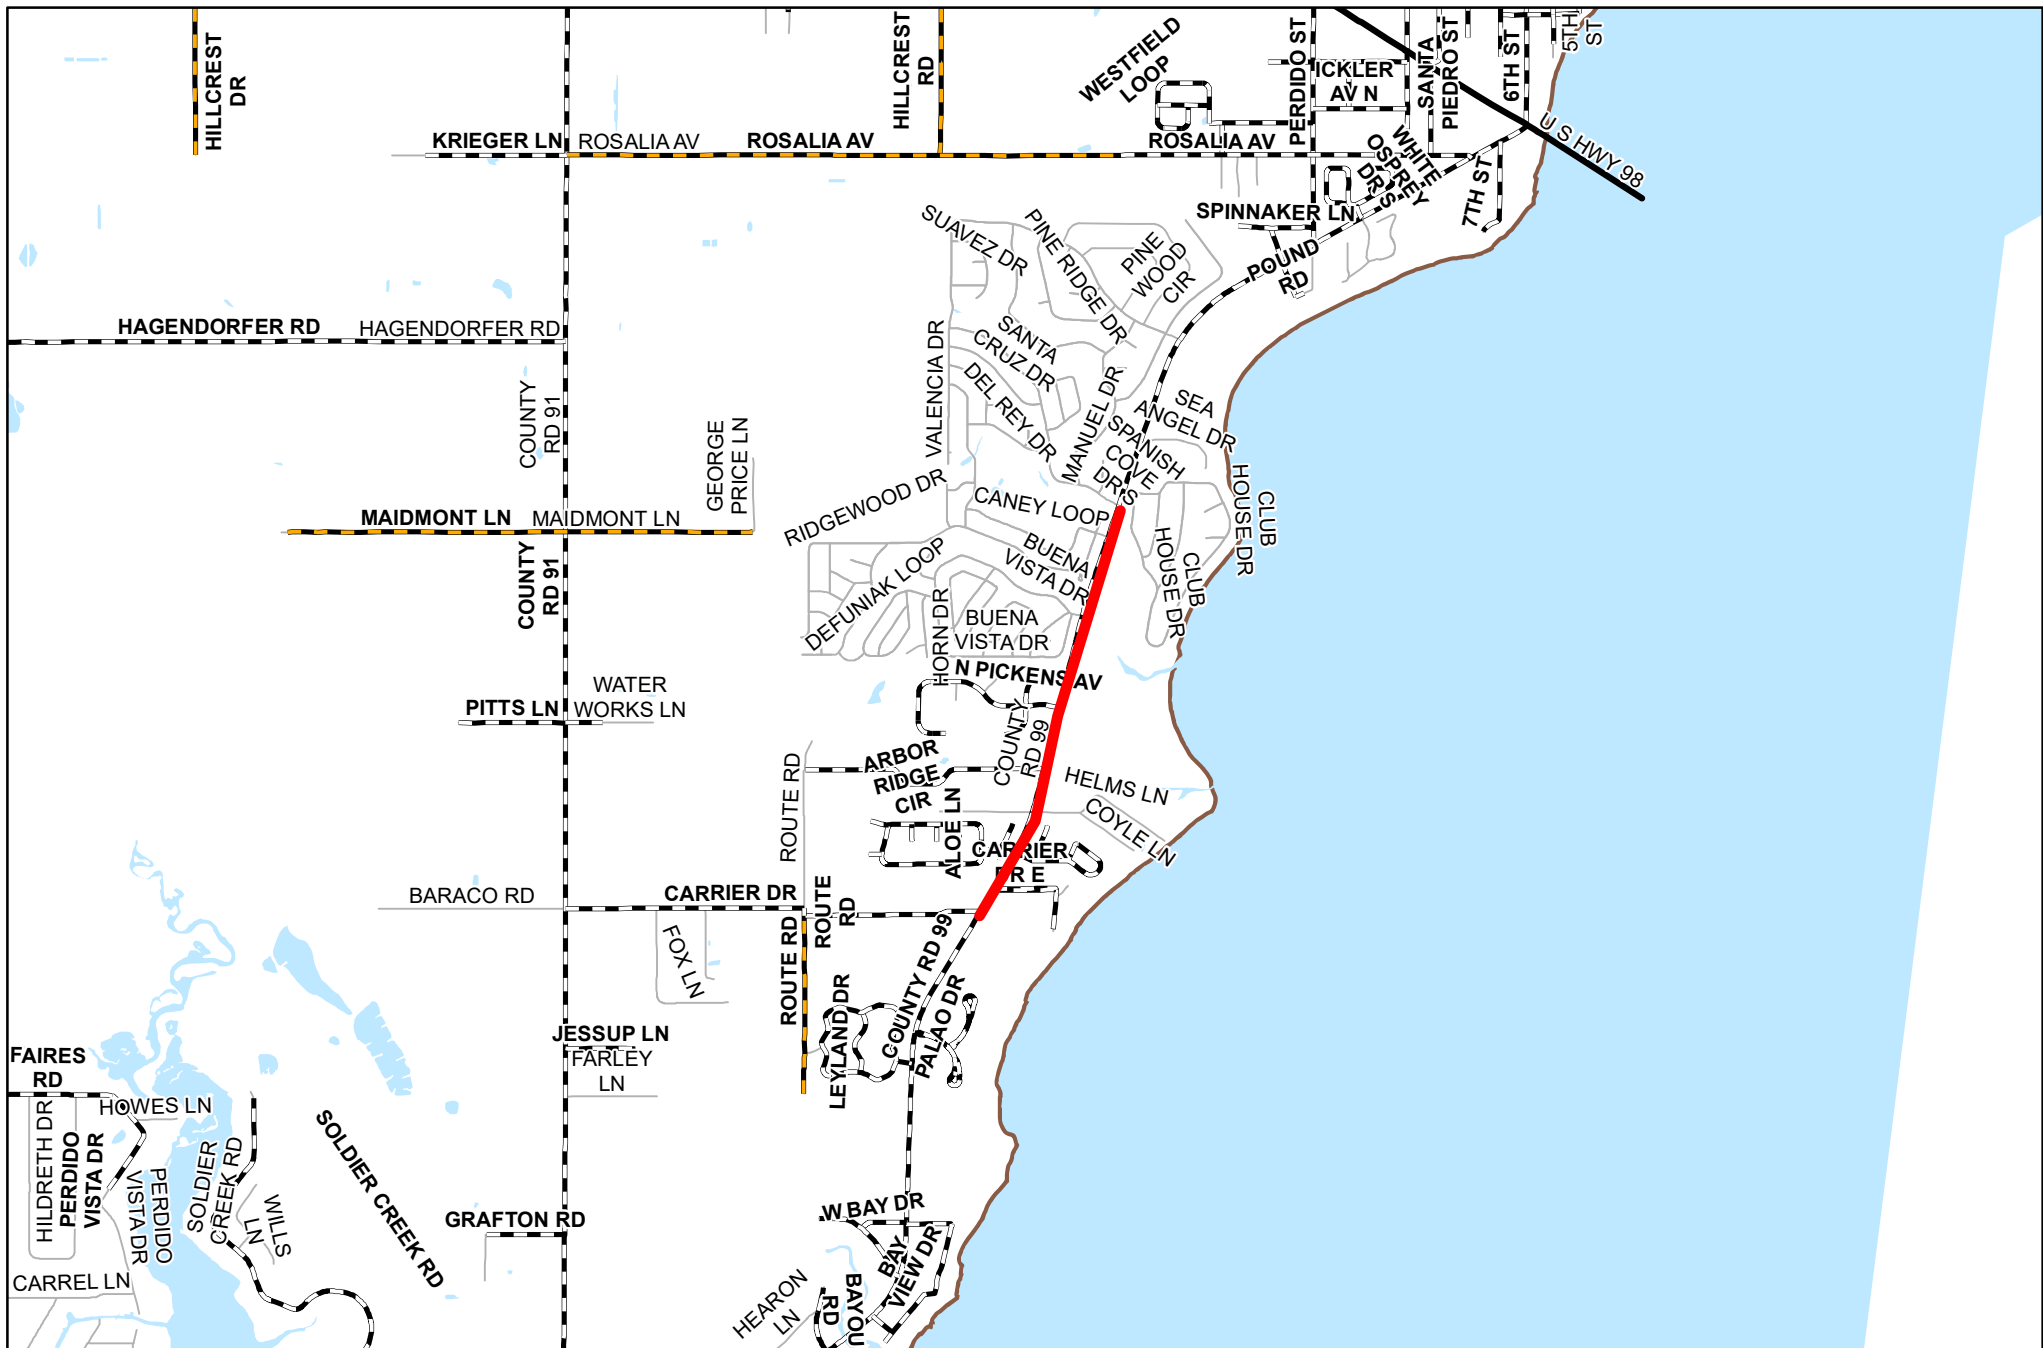 HILLCREST
DR
HILLCREST
RD
WESTFIELD
LOOP
PERDIDO ST
ICKLER
AV N
SANTA
PIEDRO ST
6TH ST
5TH
ST
U S HWY 98
KRIEGER LN
ROSALIA AV
ROSALIA AV
ROSALIA AV
WHITE
OSPREY
DR S
7TH ST
SPINNAKER LN
POUND
RD
SUAVEZ DR
PINE RIDGE DR
PINE
WOOD
CIR
HAGENDORFER RD
HAGENDORFER RD
VALENCIA DR
SANTA
CRUZ DR
DEL REY DR
MANUEL DR
SEA
ANGEL DR
SPANISH
COVE
DR S
COUNTY
RD 91
GEORGE
PRICE LN
RIDGEWOOD DR
CANEY LOOP
CLUB
HOUSE DR
MAIDMONT LN
MAIDMONT LN
COUNTY
RD 91
BUENA
VISTA DR
CLUB
HOUSE DR
DEFUNIAK LOOP
HORN DR
BUENA
VISTA DR
N PICKENS AV
PITTS LN
WATER
WORKS LN
COUNTY
RD 99
ARBOR
RIDGE
CIR
ROUTE RD
HELMS LN
COYLE LN
ALOE LN
CARRIER
DR E
BARACO RD
CARRIER DR
ROUTE
RD
ROUTE RD
FOX LN
COUNTY RD 99
LEYLAND DR
PALAO DR
JESSUP LN
FARLEY
LN
FAIRES
RD
HOWES LN
HILDRETH DR
PERDIDO
VISTA DR
PERDIDO
VISTA DR
SOLDIER
CREEK RD
WILLS
LN
SOLDIER CREEK RD
GRAFTON RD
W BAY DR
BAY
VIEW DR
CARREL LN
HEARON
LN
BAYOU
RD